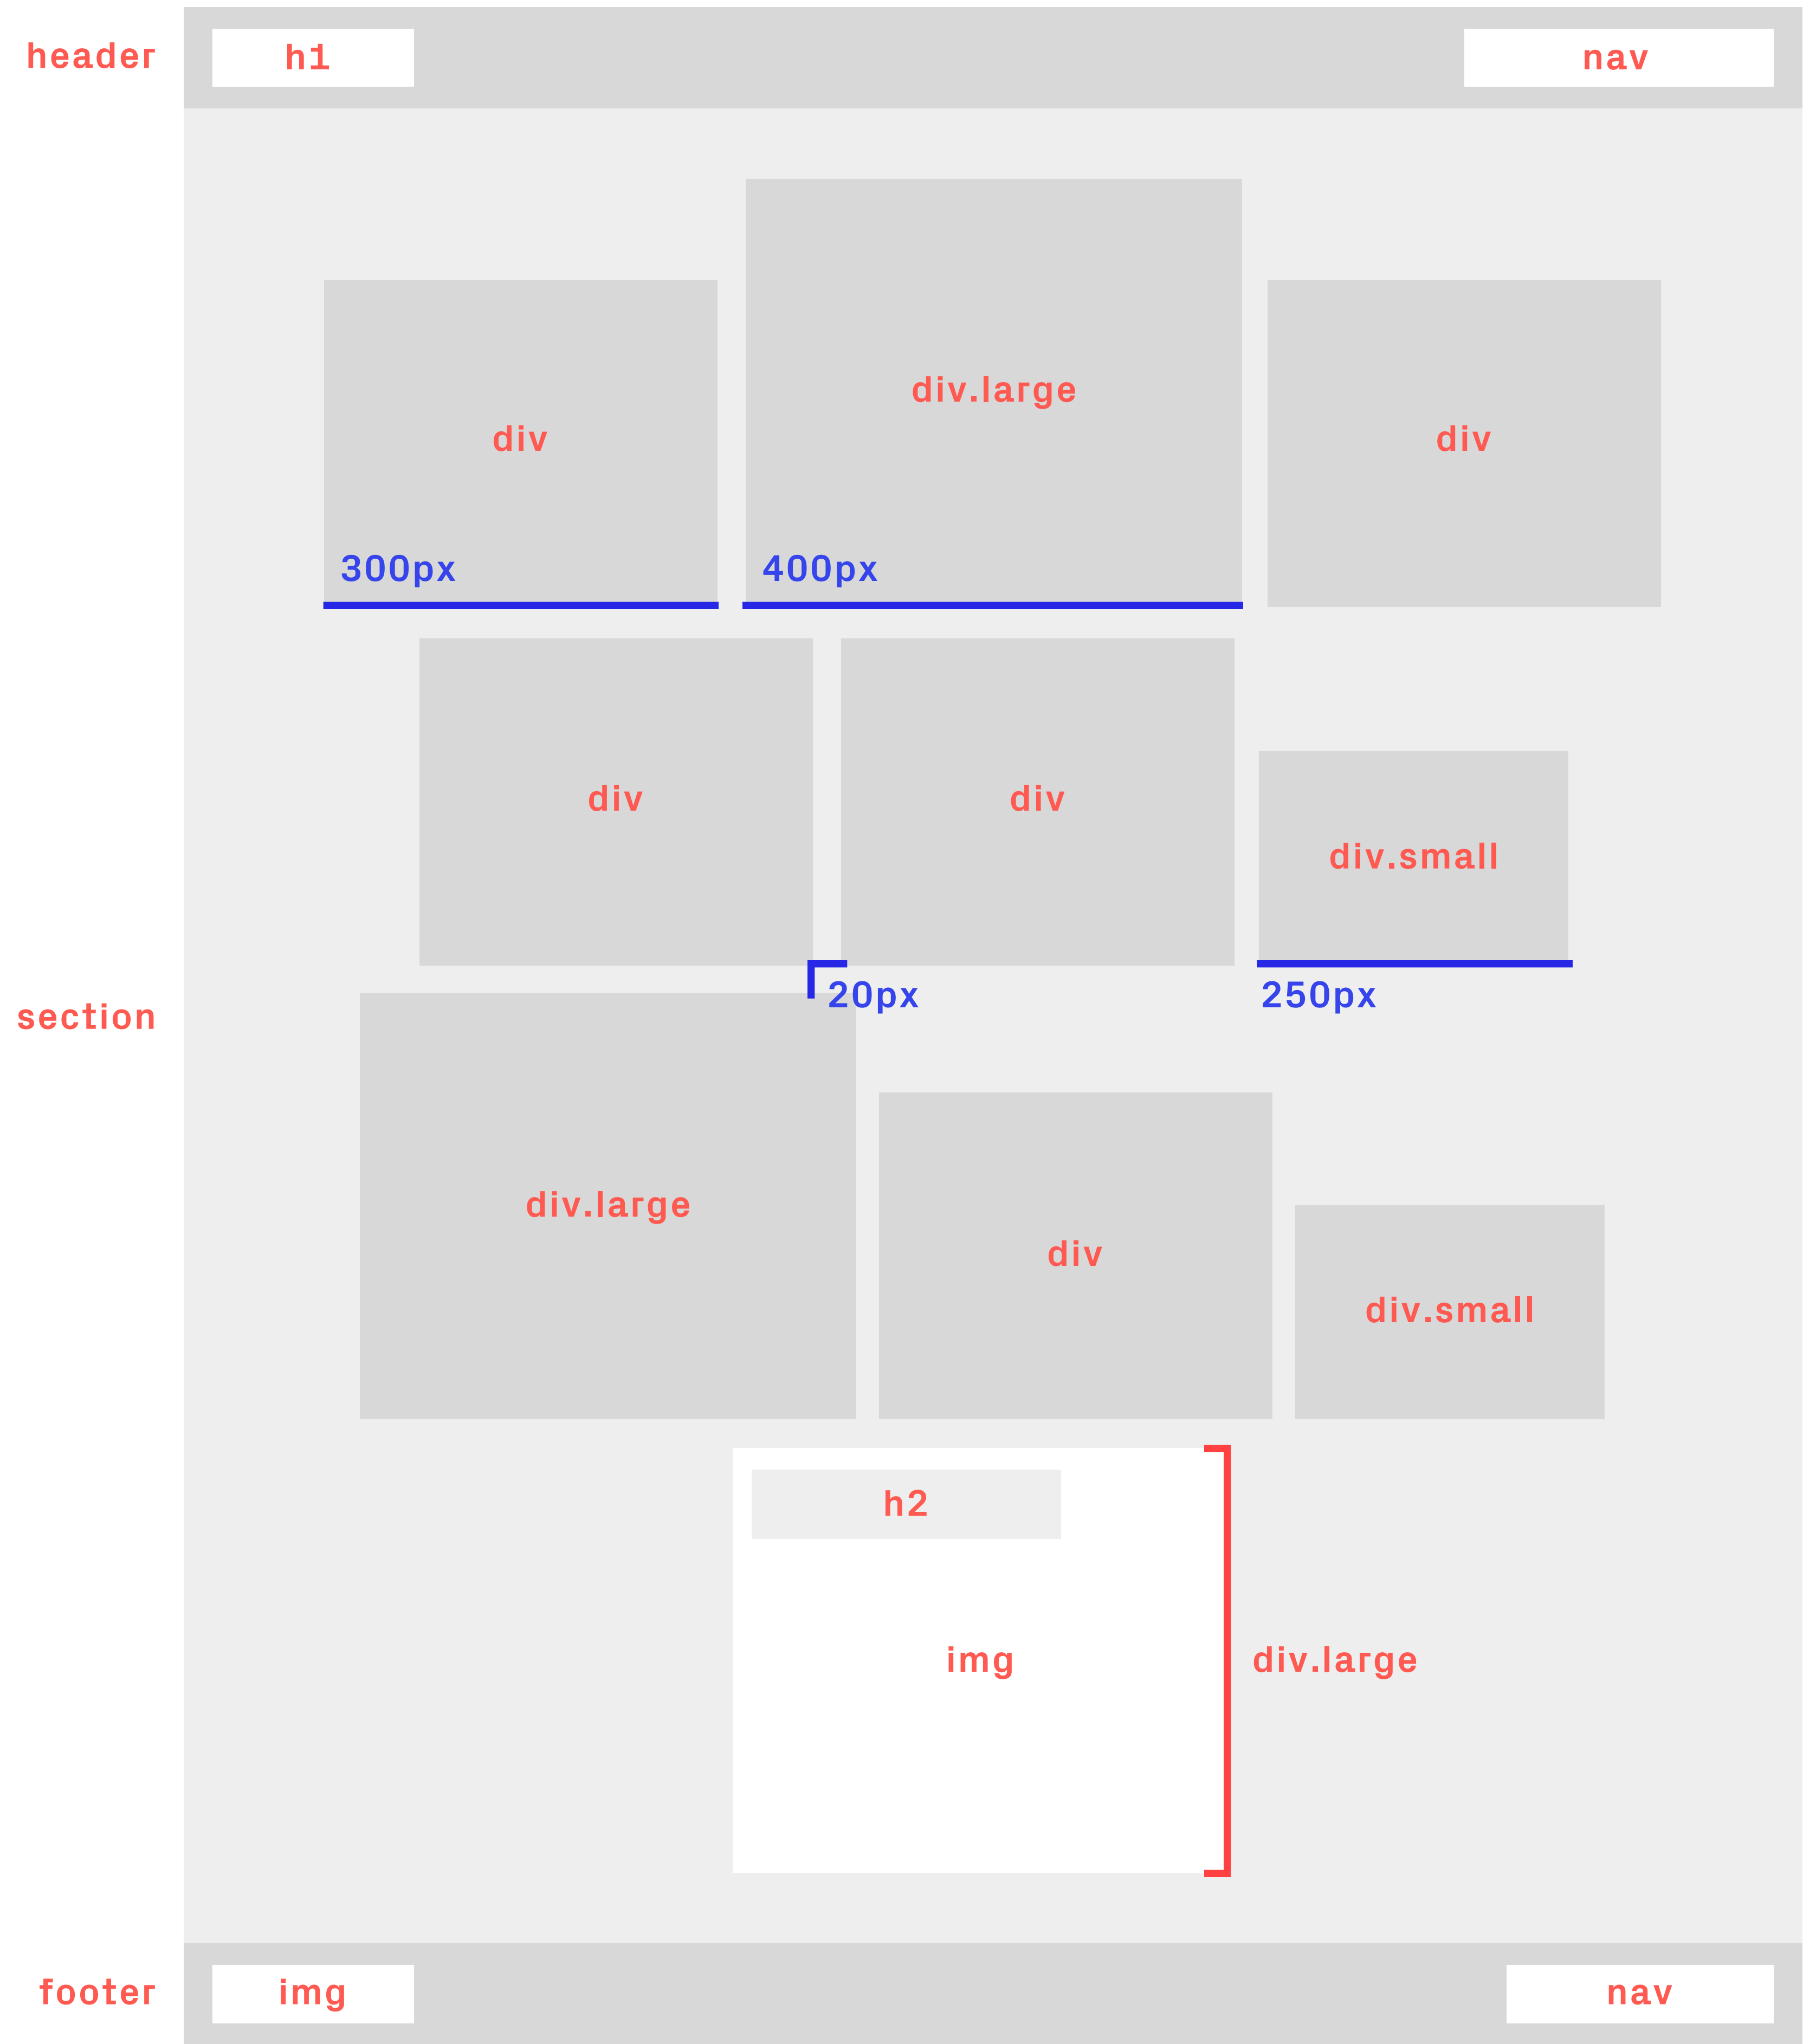 header
h1
nav
div.large
div
div
300px
400px
div
div
div.small
20px
250px
section
div.large
div
div.small
h2
img
div.large
footer
img
nav